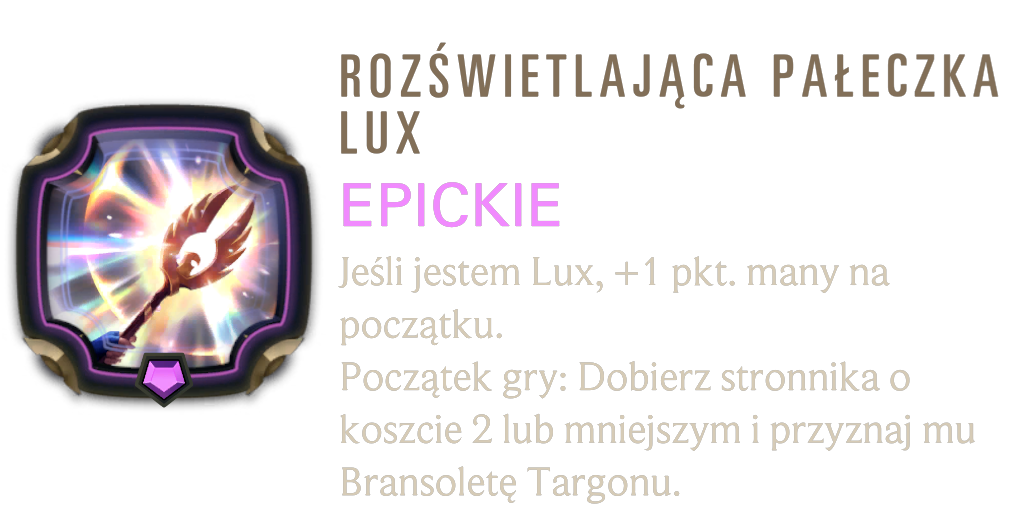 ROZŚWIETLAJĄCA PAŁECZKA
LUX
EPICKIE
Jeśli jestem Lux, +1 pkt. many na
początku.
Początek gry: Dobierz stronnika o
koszcie 2 lub mniejszym i przyznaj mu
Bransoletę Targonu.